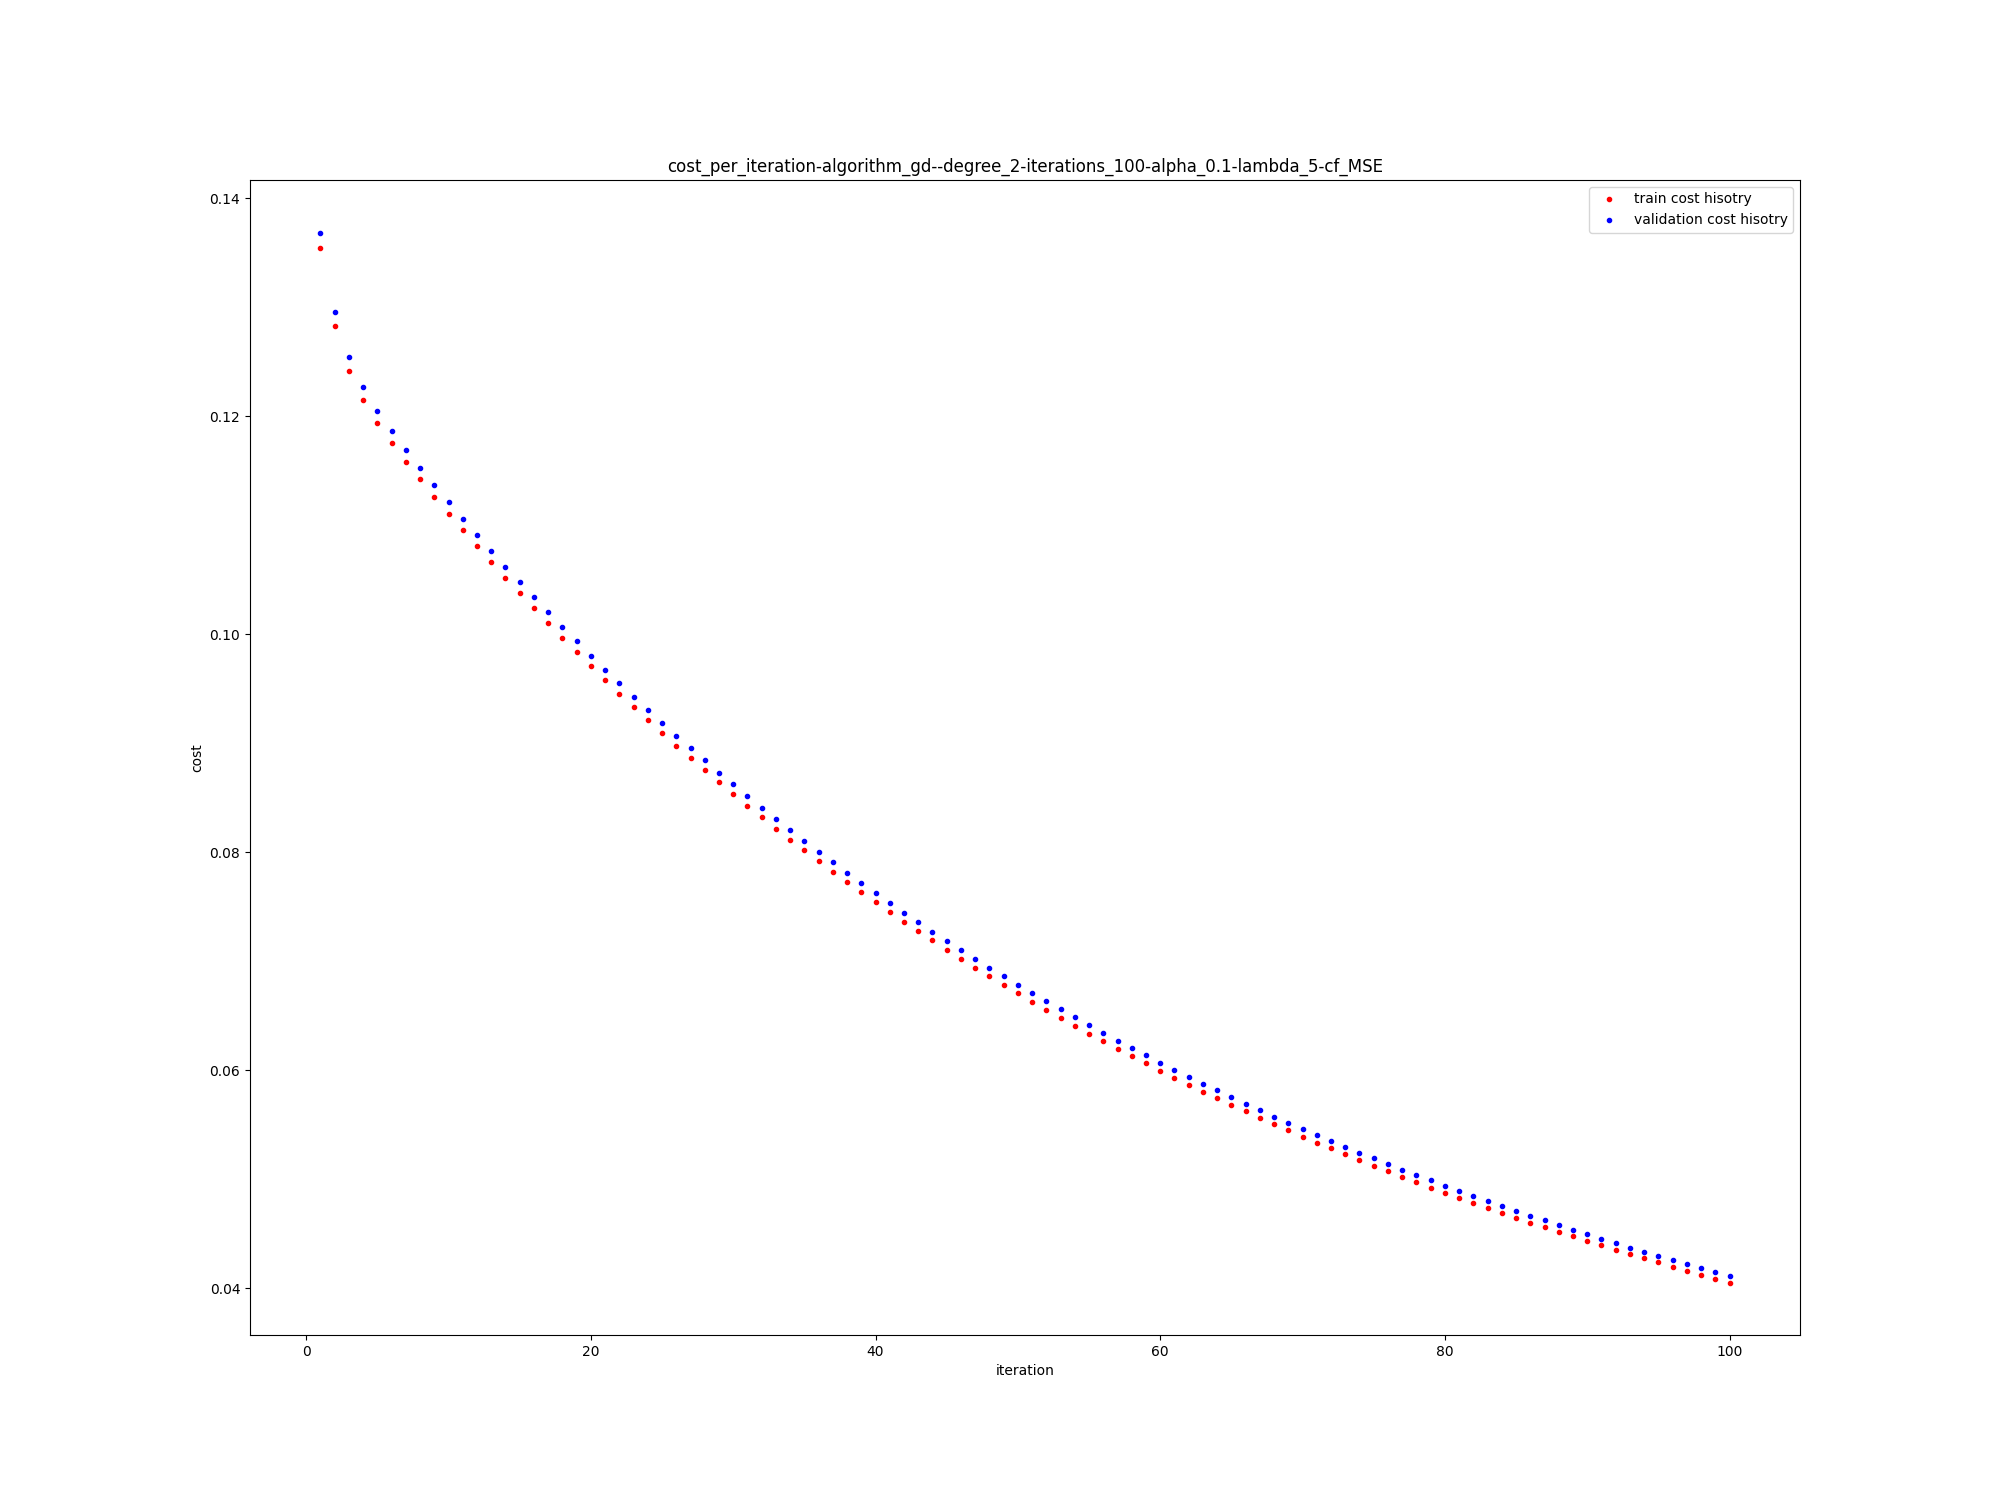 cost_per_iteration-algorithm_gd--degree_2-iterations_100-alpha_0.1-lambda_5-cf_MSE
train cost hisotry
validation cost hisotry
0.14
0.12
0.10
0.08
0.06
0.04
cost
0 20 40 60 80 100
iteration